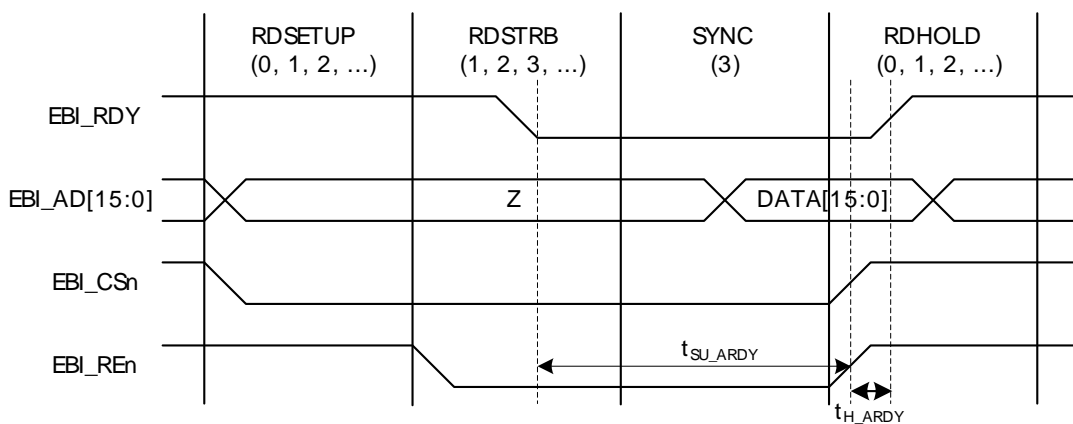 RDSETUP
(0, 1, 2, ...)
RDSTRB
(1, 2, 3, ...)
SYNC
(3)
RDHOLD
(0, 1, 2, ...)
EBI_RDY
EBI_AD[15:0]
Z
DATA[15:0]
EBI_CSn
EBI_REn
tSU_ARDY
tH_ARDY